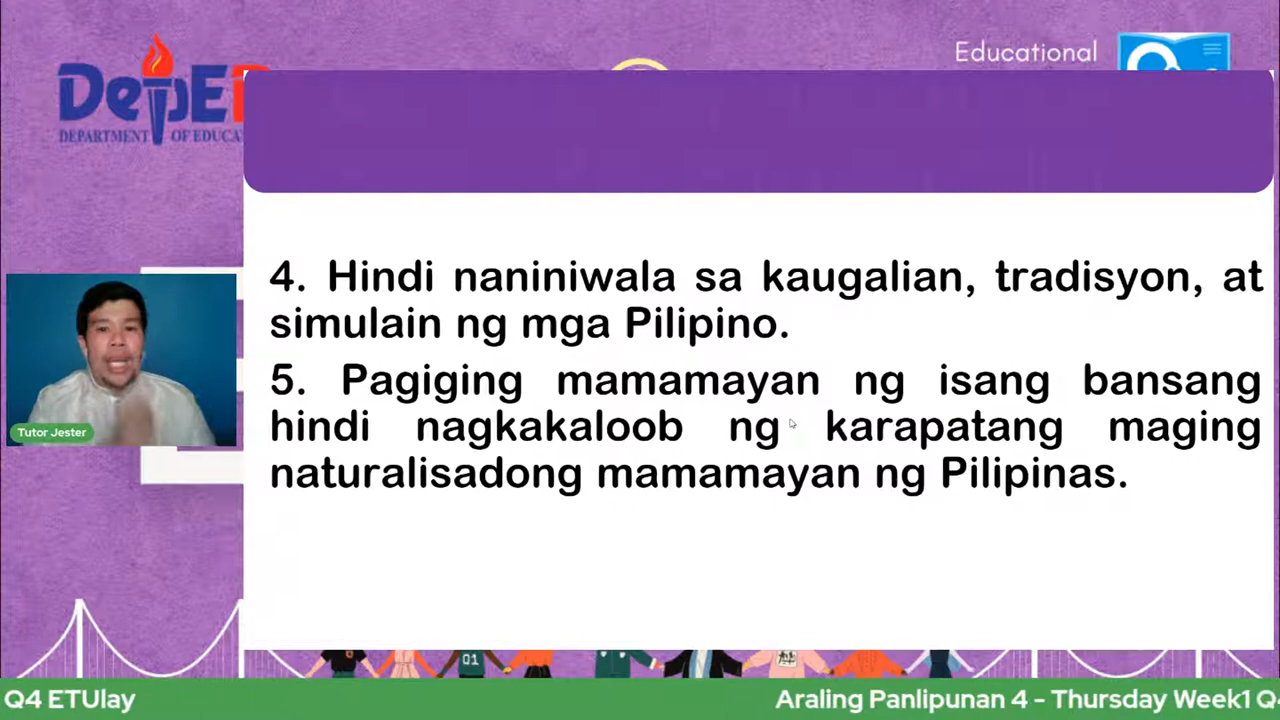 DepED
DEPARTMENT OF EDUCA
Educational
4. Hindi naniniwala sa kaugalian, tradisyon, at
simulain ng mga Pilipino.
5. Pagiging mamamayan ng isang bansang
hindi nagkakaloob ng karapatang maging
naturalisadong mamamayan ng Pilipinas.
Tutor Jester
Q1
Q4 ETUlay
Araling Panlipunan 4 - Thursday Week1 Q4